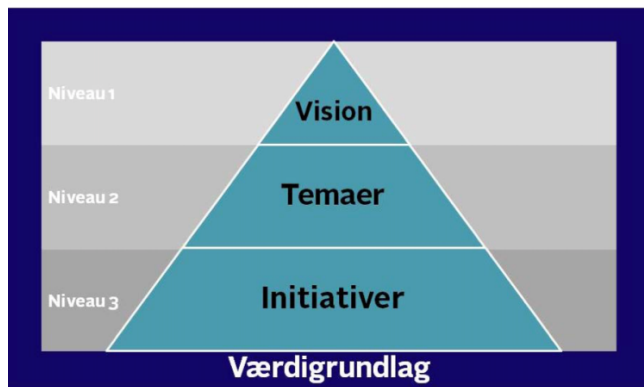 Niveau 1
Vision
Niveau 2
Temaer
Niveau 3
Initiativer
Værdigrundlag